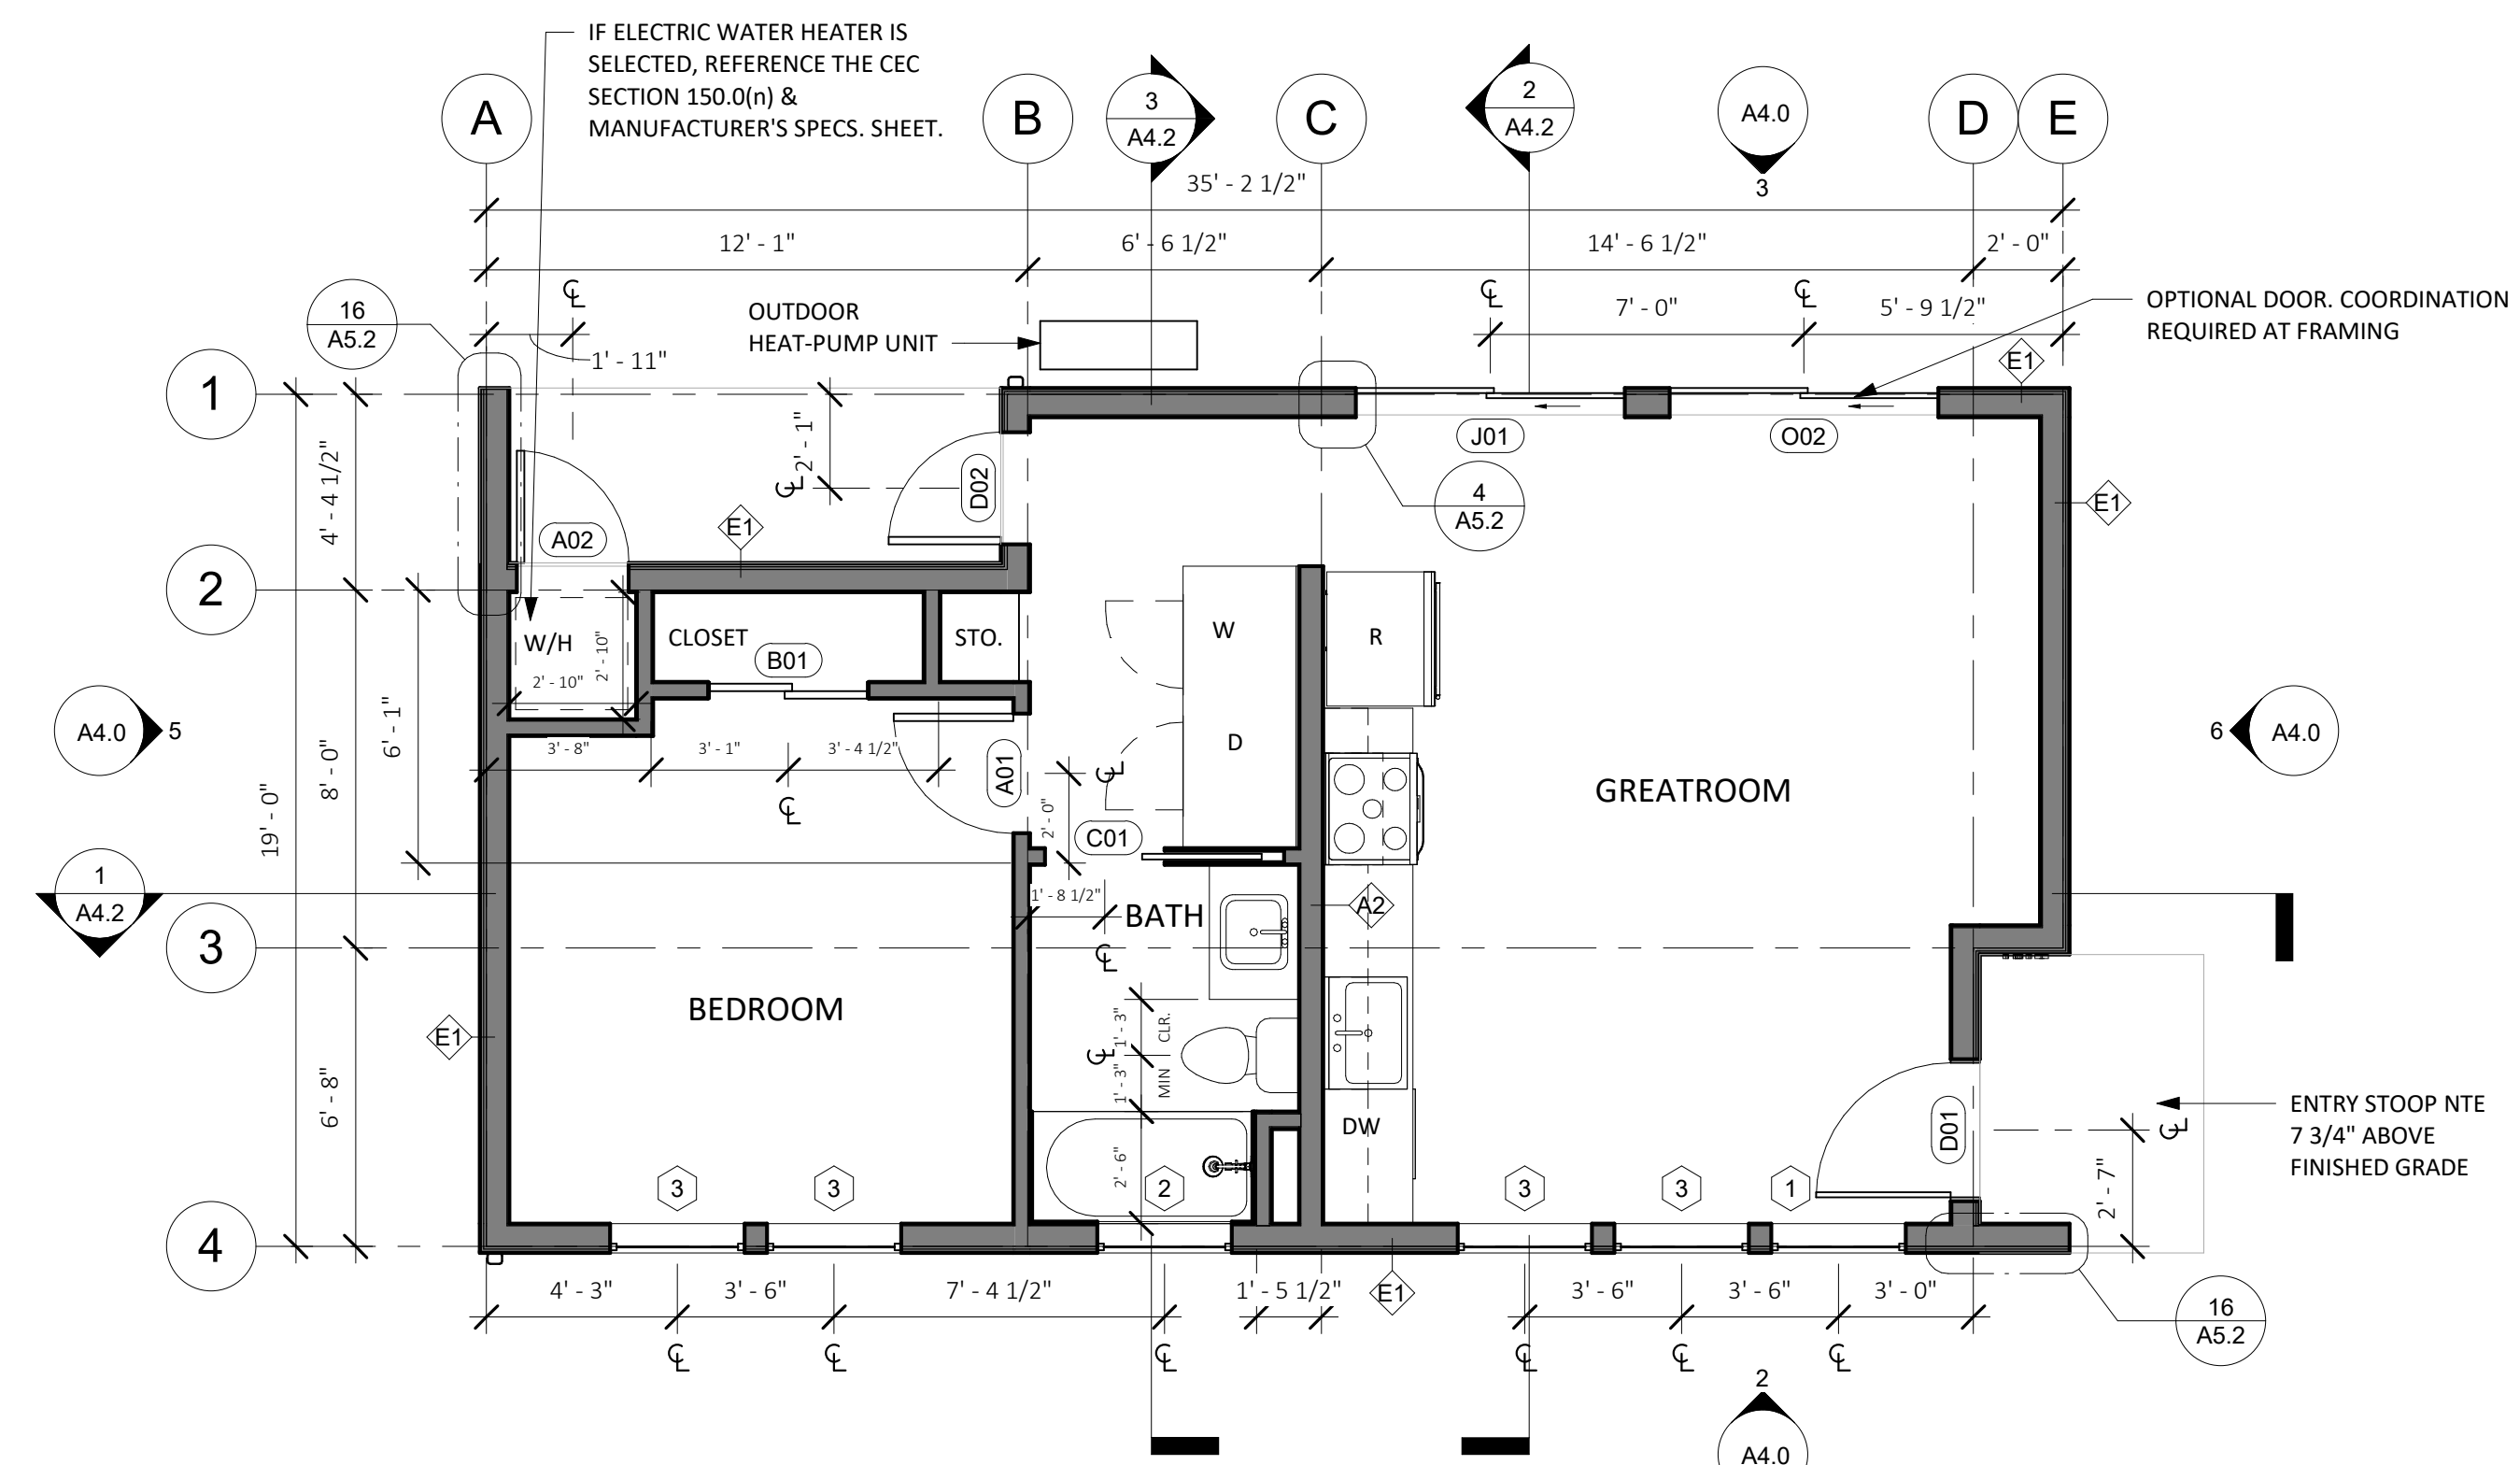 IF ELECTRIC WATER HEATER IS
SELECTED, REFERENCE THE CEC
SECTION 150.0(n) &
MANUFACTURER'S SPECS. SHEET.
A
B
3
A4.2
C
2
A4.2
A4.0
3
D
E
35' - 2 1/2"
12' - 1"
6' - 6 1/2"
14' - 6 1/2"
2' - 0"
16
A5.2
℄
1' - 11"
OUTDOOR
HEAT-PUMP UNIT
℄
7' - 0"
℄
5' - 9 1/2"
OPTIONAL DOOR. COORDINATION
REQUIRED AT FRAMING
E1
1
2' - 1"
℄
D02
J01
O02
4
A5.2
E1
4' - 4 1/2"
A02
E1
2
W/H
2' - 10"
2' - 10"
CLOSET
B01
STO.
W
R
A4.0
5
6' - 1"
8' - 0"
19' - 0"
3' - 8"
3' - 1"
3' - 4 1/2"
℄
A01
℄
2' - 0"
D
C01
GREATROOM
6
A4.0
1
A4.2
1' - 8 1/2"
℄
BATH
A2
3
BEDROOM
E1
1' - 3"
CLR.
℄
1' - 3"
MIN
6' - 8"
2' - 6"
DW
D01
ENTRY STOOP NTE
7 3/4" ABOVE
FINISHED GRADE
℄
2' - 7"
3
3
2
3
3
1
4
4' - 3"
3' - 6"
7' - 4 1/2"
1' - 5 1/2"
E1
3' - 6"
3' - 6"
3' - 0"
16
A5.2
℄
℄
℄
℄
℄
℄
2
A4.0